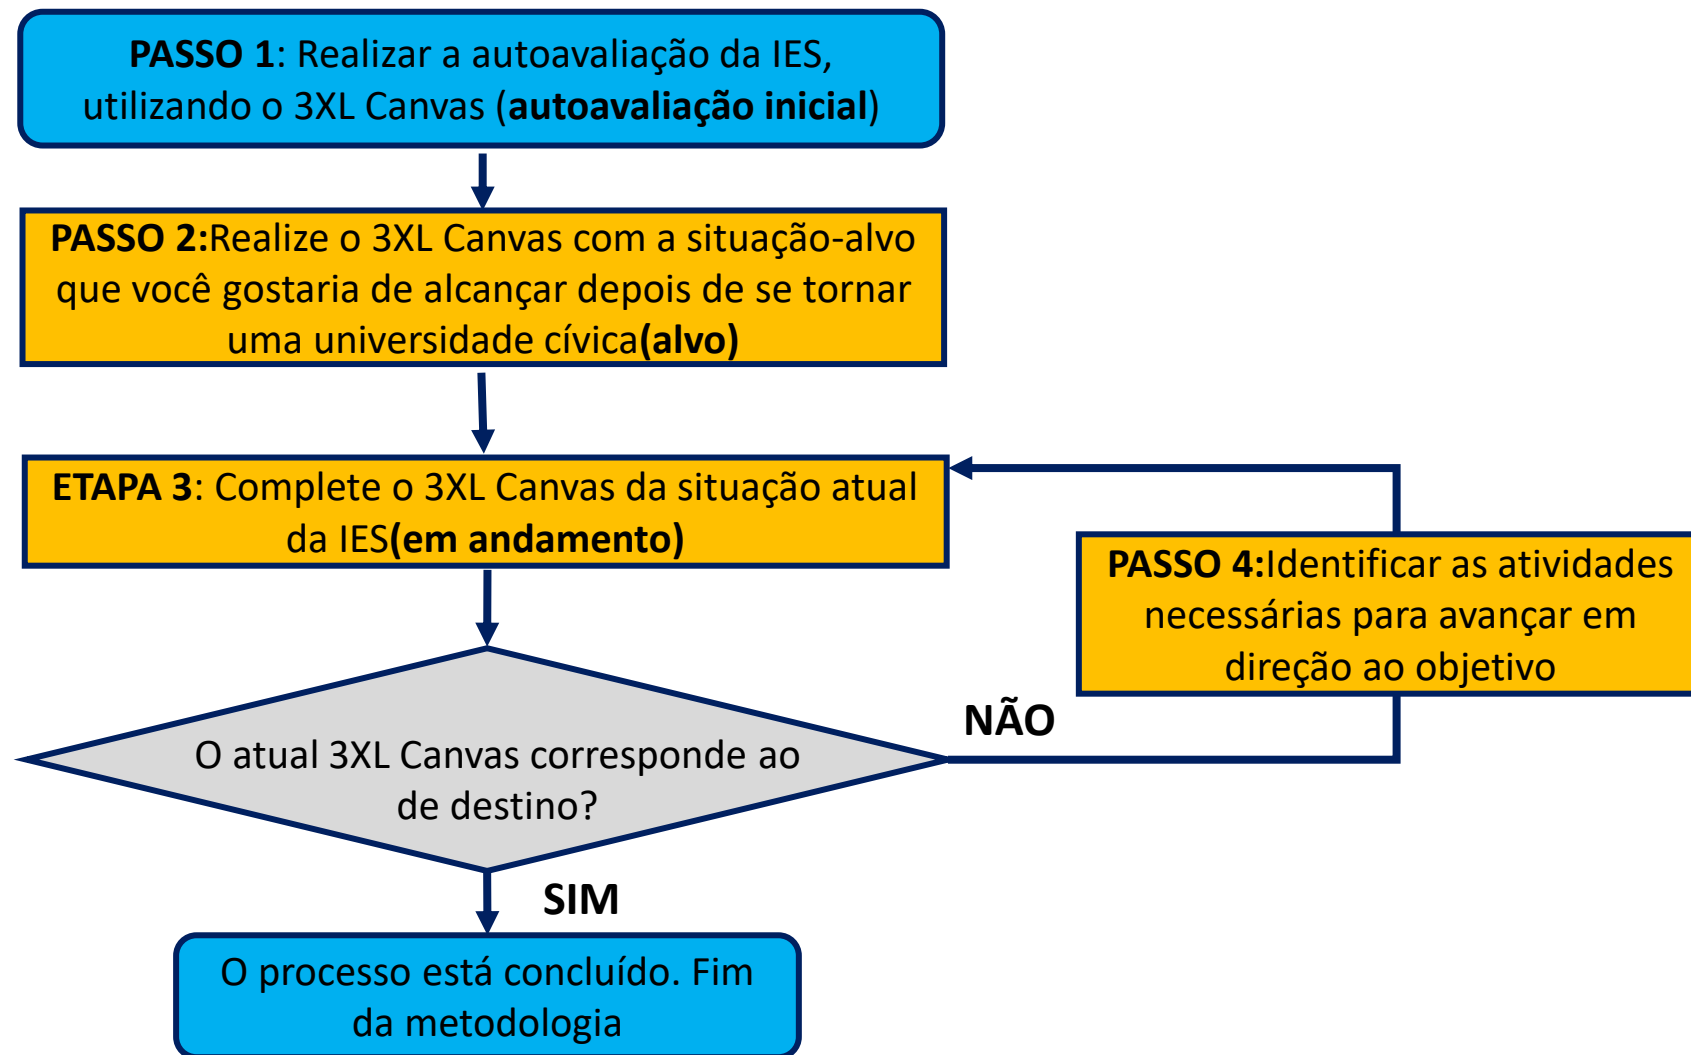 PASSO 1: Realizar a autoavaliação da IES,
utilizando o 3XL Canvas (autoavaliação inicial)
PASSO 2:Realize o 3XL Canvas com a situação-alvo
que você gostaria de alcançar depois de se tornar
uma universidade cívica(alvo)
ETAPA 3: Complete o 3XL Canvas da situação atual
da IES(em andamento)
PASSO 4:Identificar as atividades
necessárias para avançar em
direção ao objetivo
NÃO
O atual 3XL Canvas corresponde ao
de destino?
SIM
O processo está concluído. Fim
da metodologia